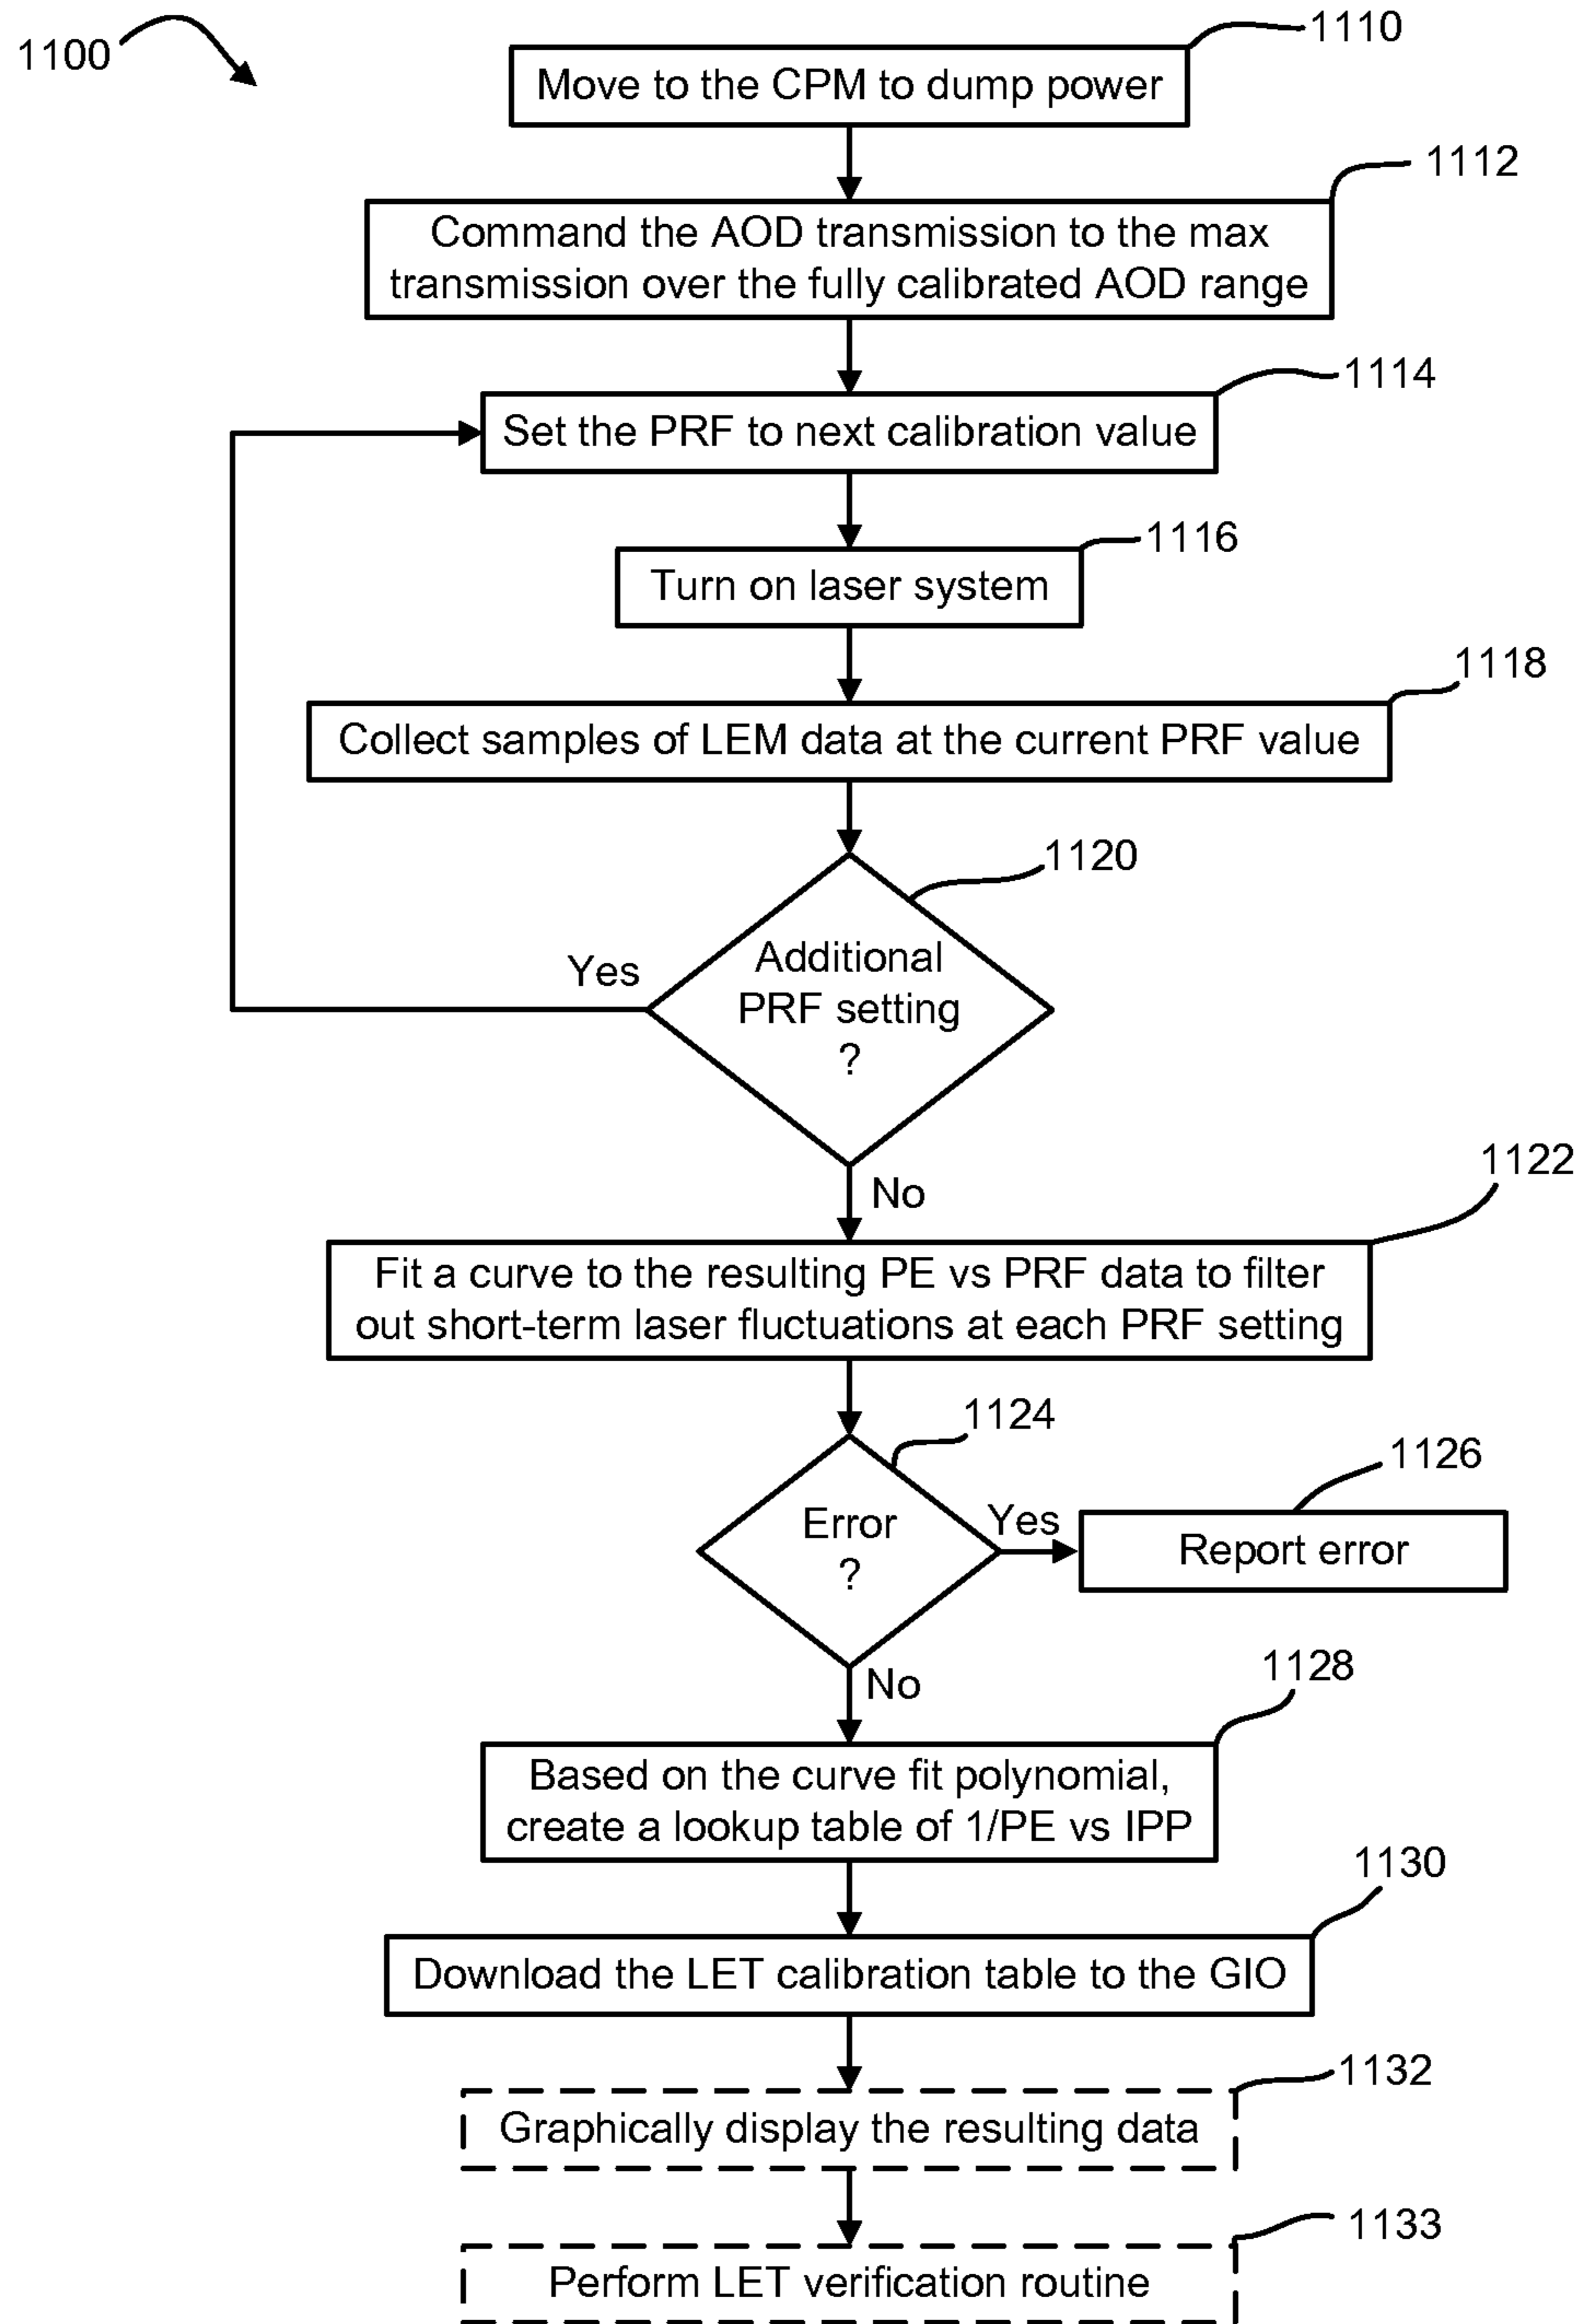 1100
1110
Move to the CPM to dump power
1112
Command the AOD transmission to the max
transmission over the fully calibrated AOD range
1114
Set the PRF to next calibration value
1116
Turn on laser system
1118
Collect samples of LEM data at the current PRF value
1120
Additional
PRF setting
?
Yes
No
1122
Fit a curve to the resulting PE vs PRF data to filter
out short-term laser fluctuations at each PRF setting
1124
Error
?
Yes
1126
Report error
No
1128
Based on the curve fit polynomial,
create a lookup table of 1/PE vs IPP
1130
Download the LET calibration table to the GIO
1132
Graphically display the resulting data
1133
Perform LET verification routine